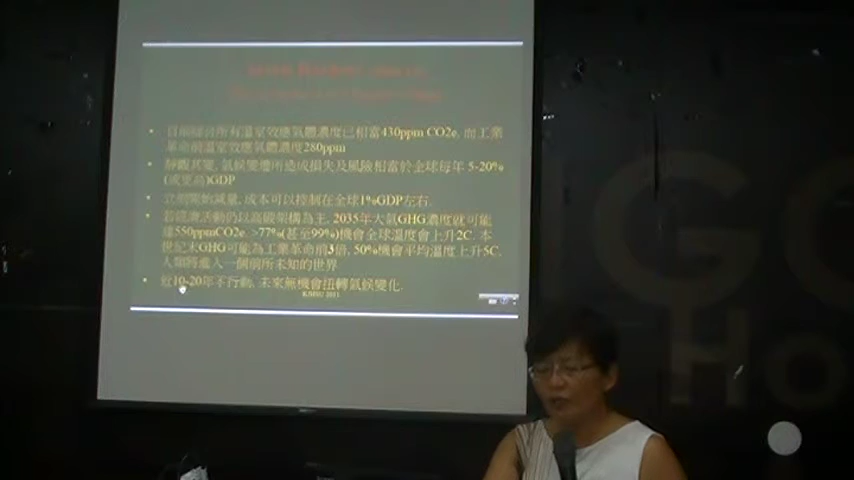 目前綜合所有溫室效應氣體濃度已相當430ppm CO2e, 而工業
革命前溫室效應氣體濃度280ppm
靜觀其變, 氣候變遷所造成損失及風險相當於全球每年 5-20%
(或更高)GDP
立刻開始減量, 成本可以控制在全球1%GDP左右.
若經濟活動仍以高碳架構為主, 2035年大氣GHG濃度就可能
達550ppmCO2e. >77%(甚至99%)機會全球溫度會上升2C. 本
世紀末GHG可能為工業革命前3倍, 50%機會平均溫度上升5C.
人類將進入一個前所未知的世界
近10-20年不行動, 未來無機會扭轉氣候變化.
2011
GC
Ho